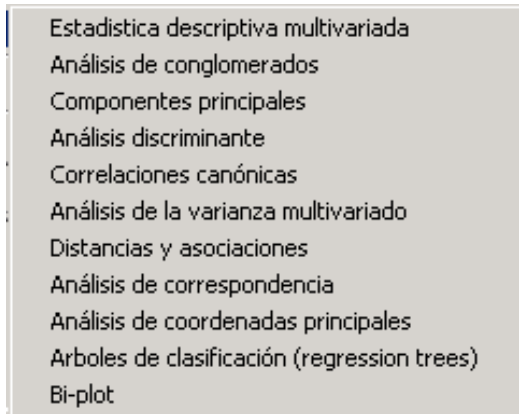 Estadistica descriptiva multivariada
Análisis de conglomerados
Componentes principales
Análisis discriminante
Correlaciones canónicas
Análisis de la varianza multivariado
Distancias y asociaciones
Análisis de correspondencia
Análisis de coordenadas principales
Arboles de clasificación (regression trees)
Bi-plot